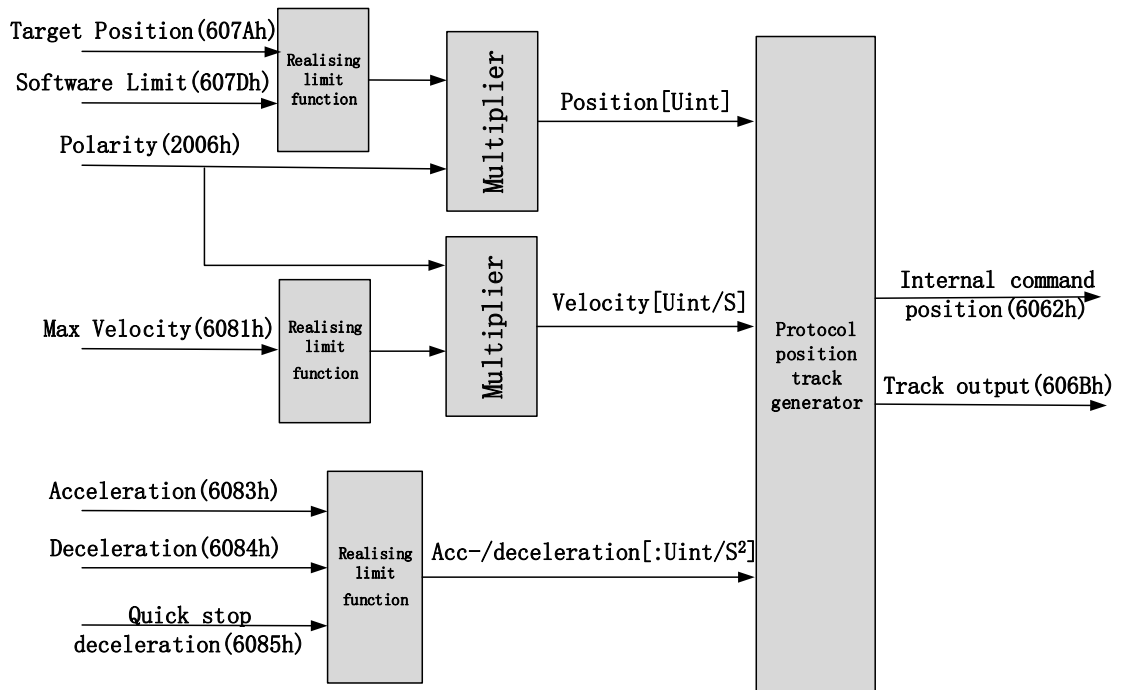 Target Position(607Ah)
Software Limit(607Dh)
Polarity(2006h)
Realising
limit
function
Multiplier
Position[Uint]
Max Velocity(6081h)
Realising
limit
function
Multiplier
Velocity[Uint/S]
Acceleration(6083h)
Deceleration(6084h)
Quick stop
deceleration(6085h)
Realising
limit
function
Acc-/deceleration[:Uint/S²]
Protocol
position
track
generator
Internal command
position(6062h)
Track output(606Bh)